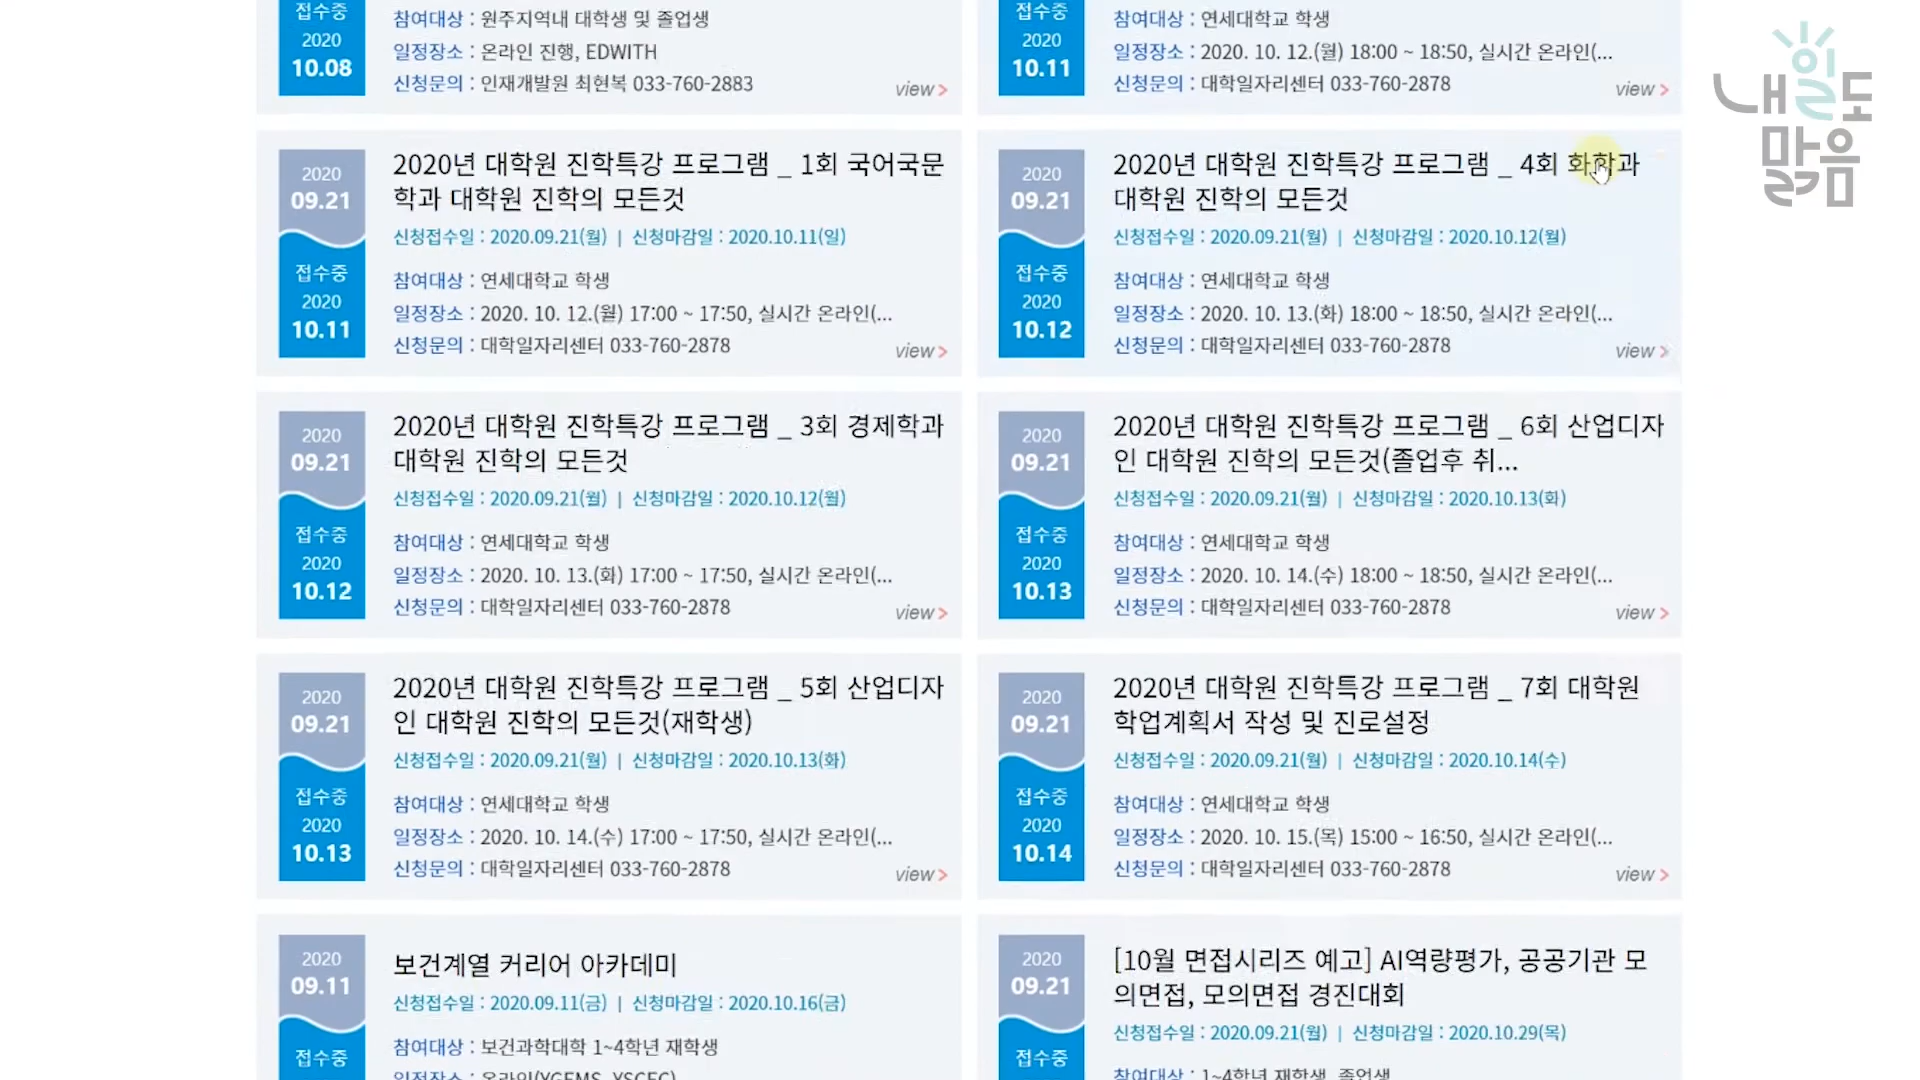 접수중
2020
10.08
참여대상 : 원주지역내 대학생 및 졸업생
일정장소 : 온라인 진행, EDWITH
신청문의 : 인재개발원 최현복 033-760-2883
view >
접수중
2020
10.11
참여대상 : 연세대학교 학생
일정장소 : 2020. 10. 12.(월) 18:00 ~ 18:50, 실시간 온라인(...
신청문의 : 대학일자리센터 033-760-2878
view >
내일도
맑음
2020
09.21
접수중
2020
10.11
2020년 대학원 진학특강 프로그램 _ 1회 국어국문
학과 대학원 진학의 모든것
신청접수일 : 2020.09.21(월) | 신청마감일 : 2020.10.11(일)
참여대상 : 연세대학교 학생
일정장소 : 2020. 10. 12.(월) 17:00 ~ 17:50, 실시간 온라인(...
신청문의 : 대학일자리센터 033-760-2878
view >
2020
09.21
접수중
2020
10.12
2020년 대학원 진학특강 프로그램 _ 4회 화학과
대학원 진학의 모든것
신청접수일 : 2020.09.21(월) | 신청마감일 : 2020.10.12(월)
참여대상 : 연세대학교 학생
일정장소 : 2020. 10. 13.(화) 18:00 ~ 18:50, 실시간 온라인(...
신청문의 : 대학일자리센터 033-760-2878
view >
2020
09.21
접수중
2020
10.12
2020년 대학원 진학특강 프로그램 _ 3회 경제학과
대학원 진학의 모든것
신청접수일 : 2020.09.21(월) | 신청마감일 : 2020.10.12(월)
참여대상 : 연세대학교 학생
일정장소 : 2020. 10. 13.(화) 17:00 ~ 17:50, 실시간 온라인(...
신청문의 : 대학일자리센터 033-760-2878
view >
2020
09.21
접수중
2020
10.13
2020년 대학원 진학특강 프로그램 _ 6회 산업디자
인 대학원 진학의 모든것(졸업후 취...
신청접수일 : 2020.09.21(월) | 신청마감일 : 2020.10.13(화)
참여대상 : 연세대학교 학생
일정장소 : 2020. 10. 14.(수) 18:00 ~ 18:50, 실시간 온라인(...
신청문의 : 대학일자리센터 033-760-2878
view >
2020
09.21
접수중
2020
10.13
2020년 대학원 진학특강 프로그램 _ 5회 산업디자
인 대학원 진학의 모든것(재학생)
신청접수일 : 2020.09.21(월) | 신청마감일 : 2020.10.13(화)
참여대상 : 연세대학교 학생
일정장소 : 2020. 10. 14.(수) 17:00 ~ 17:50, 실시간 온라인(...
신청문의 : 대학일자리센터 033-760-2878
view >
2020
09.21
접수중
2020
10.14
2020년 대학원 진학특강 프로그램 _ 7회 대학원
학업계획서 작성 및 진로설정
신청접수일 : 2020.09.21(월) | 신청마감일 : 2020.10.14(수)
참여대상 : 연세대학교 학생
일정장소 : 2020. 10. 15.(목) 15:00 ~ 16:50, 실시간 온라인(...
신청문의 : 대학일자리센터 033-760-2878
view >
2020
09.11
접수중
보건계열 커리어 아카데미
신청접수일 : 2020.09.11(금) | 신청마감일 : 2020.10.16(금)
참여대상 : 보건과학대학 1~4학년 재학생
일정장소 : 온라인(YGEMS, YSCEC)
2020
09.21
접수중
[10월 면접시리즈 예고] AI역량평가, 공공기관 모
의면접, 모의면접 경진대회
신청접수일 : 2020.09.21(월) | 신청마감일 : 2020.10.29(목)
참여대상 : 1~4학년 재학생, 졸업생